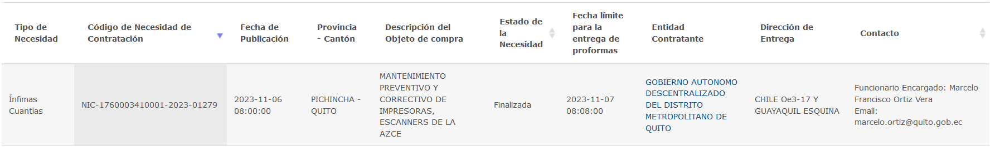 Tipo de
Necesidad
Código de Necesidad de
Contratación
Fecha de
Publicación
Provincia
- Cantón
Descripción del
Objeto de compra
Estado de
la
Necesidad
Fecha límite
para la
entrega de
proformas
Entidad
Contratante
Dirección de
Entrega
Contacto
Ínfimas
Cuantías
NIC-1760003410001-2023-01279
2023-11-06
08:00:00
PICHINCHA -
QUITO
MANTENIMIENTO
PREVENTIVO Y
CORRECTIVO DE
IMPRESORAS,
ESCANNERS DE LA
AZCE
Finalizada
2023-11-07
08:08:00
GOBIERNO AUTONOMO
DESCENTRALIZADO
DEL DISTRITO
METROPOLITANO DE
QUITO
CHILE Oe3-17 Y
GUAYAQUIL ESQUINA
Funcionario Encargado: Marcelo
Francisco Ortiz Vera
Email:
marcelo.ortiz@quito.gob.ec